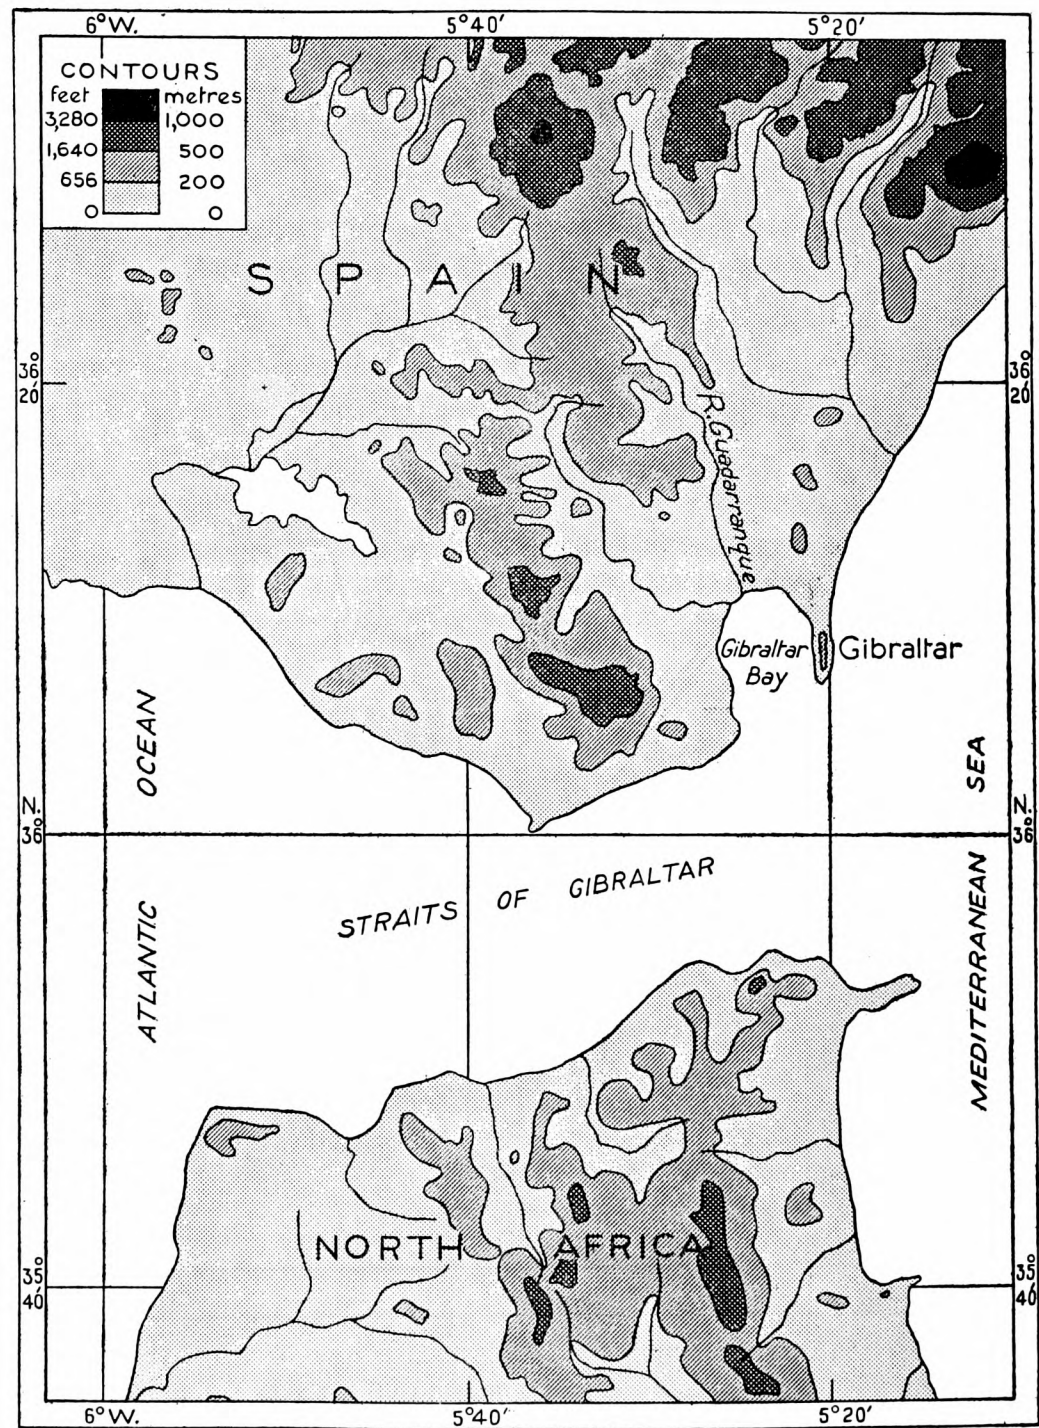 6°W.
5°40′
5°20′
CONTOURS
feet metres
3,280 1,000
1,640 500
656 200
0 0
SPAIN
36°
20′
36°
20′
R. Guadarranque
Gibraltar
Bay
Gibraltar
ATLANTIC OCEAN
MEDITERRANEAN SEA
N.
36°
N.
36°
STRAITS OF GIBRALTAR
NORTH AFRICA
35°
40′
35°
40′
6°W.
5°40′
5°20′